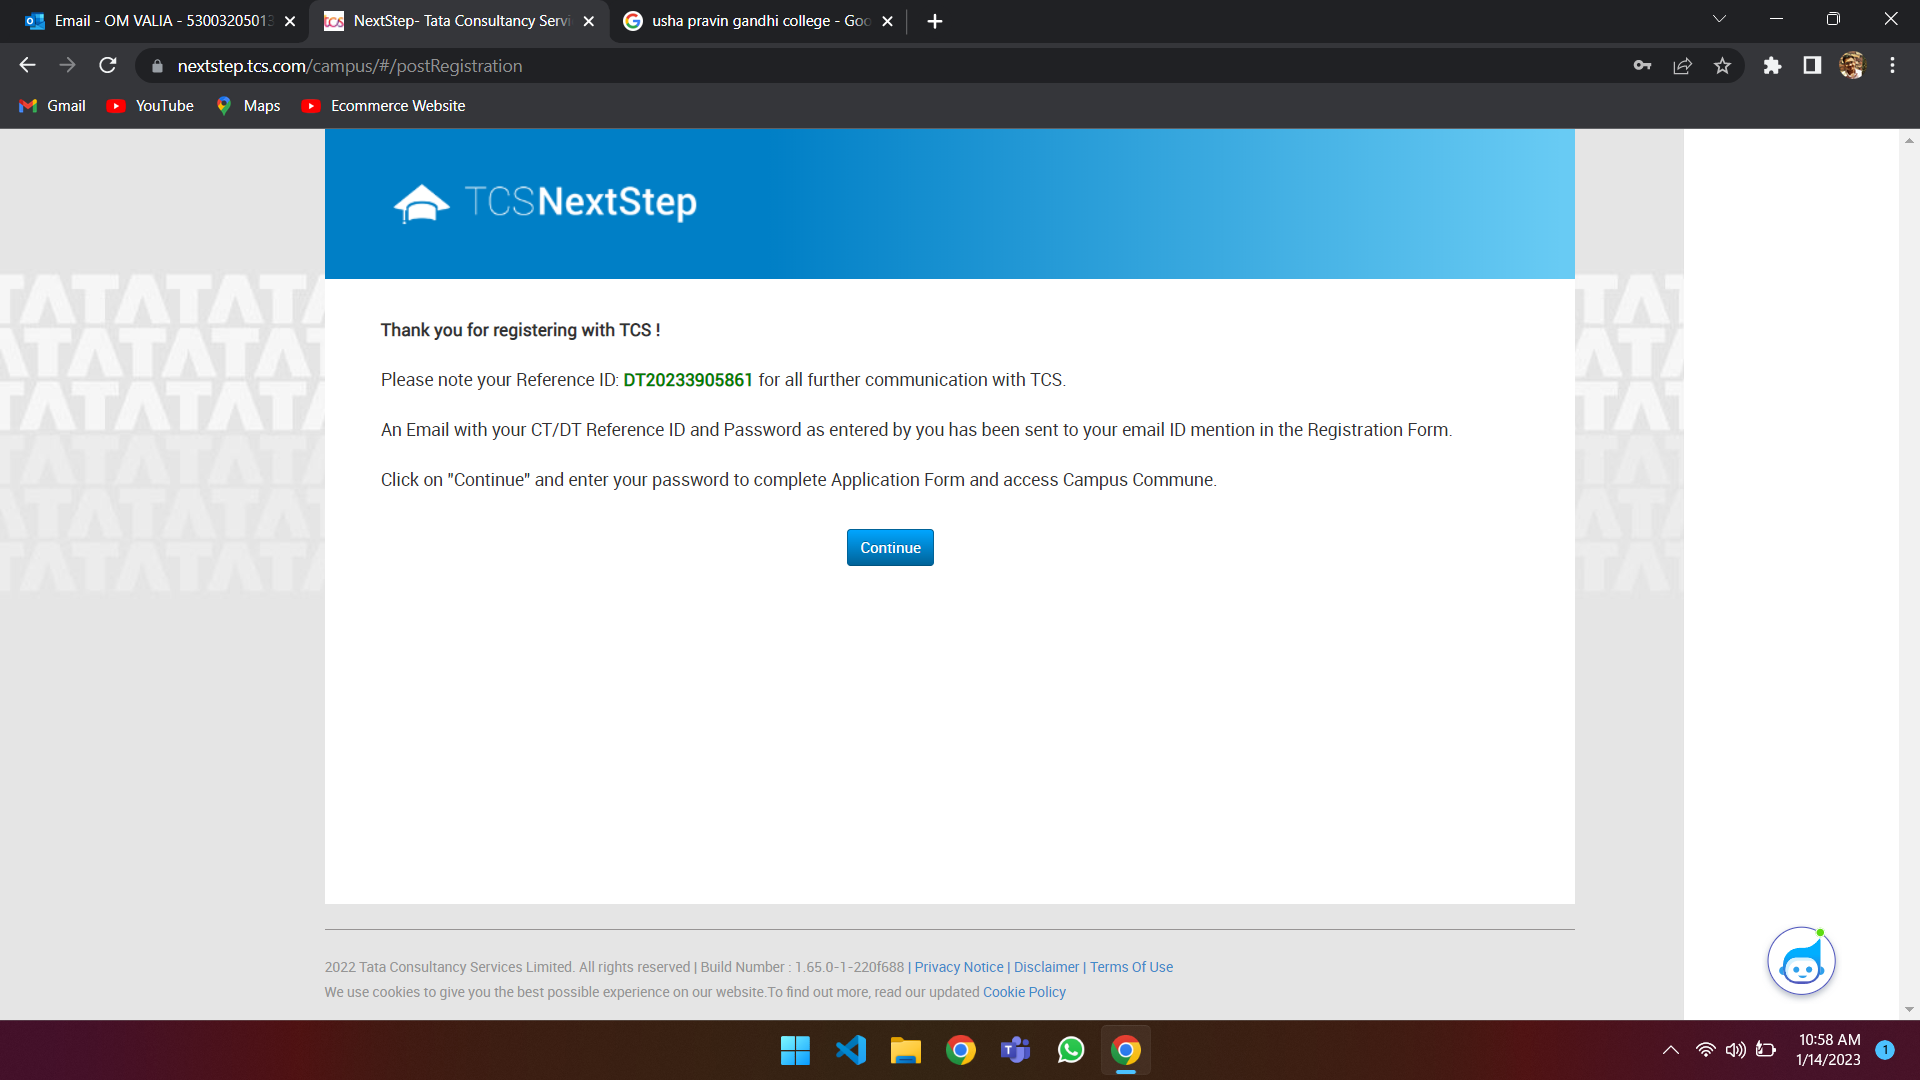 Email - OM VALIA - 53003205013
NextStep- Tata Consultancy Servi
usha pravin gandhi college - Goo
nextstep.tcs.com/campus/#/postRegistration
Gmail
YouTube
Maps
Ecommerce Website
TCSNextStep
Thank you for registering with TCS !
Please note your Reference ID: DT20233905861 for all further communication with TCS.
An Email with your CT/DT Reference ID and Password as entered by you has been sent to your email ID mention in the Registration Form.
Click on "Continue" and enter your password to complete Application Form and access Campus Commune.
Continue
2022 Tata Consultancy Services Limited. All rights reserved | Build Number : 1.65.0-1-220f688 | Privacy Notice | Disclaimer | Terms Of Use
We use cookies to give you the best possible experience on our website.To find out more, read our updated Cookie Policy
10:58 AM
1/14/2023
1